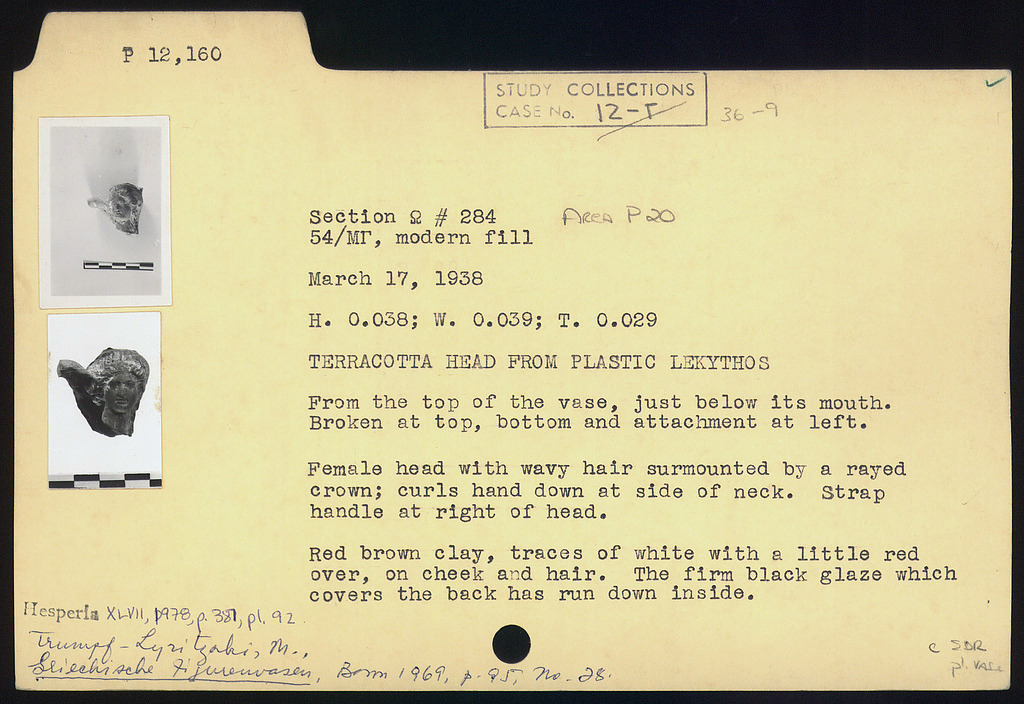 P 12,160
STUDY COLLECTIONS
CASE No. 12-T
36-9
Section Ω # 284 Area P 20
54/ΜΓ, modern fill
March 17, 1938
H. 0.038; W. 0.039; T. 0.029
TERRACOTTA HEAD FROM PLASTIC LEKYTHOS
From the top of the vase, just below its mouth.
Broken at top, bottom and attachment at left.
Female head with wavy hair surmounted by a rayed
crown; curls hand down at side of neck. Strap
handle at right of head.
Red brown clay, traces of white with a little red
over, on cheek and hair. The firm black glaze which
covers the back has run down inside.
Hesperia XLVII, 1978, p. 381, pl. 92.
Trumpf-Lyritzaki, M.,
Griechische Figurenvasen, Bonn 1969, p. 95, No. 28.
c SDR
pl. vase